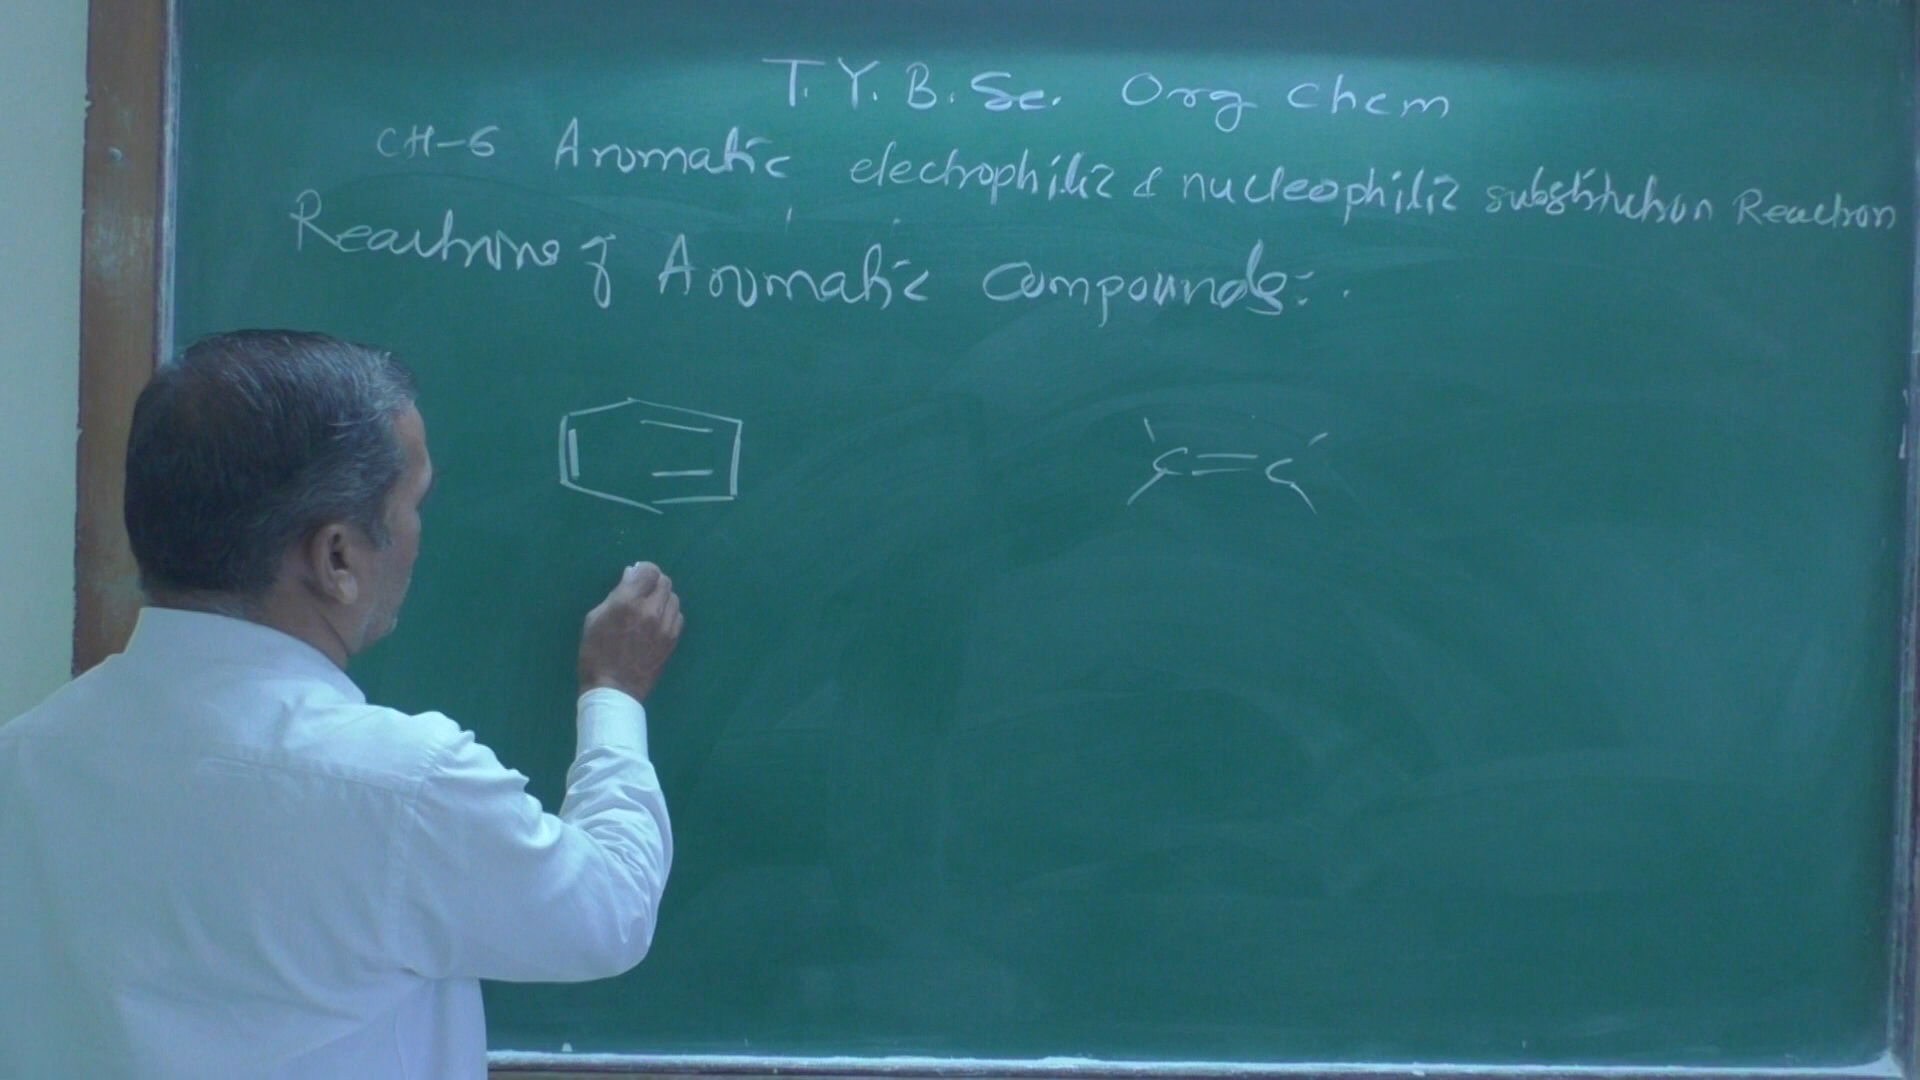 T.Y.B.Sc. Org Chem
CH-6 Aromatic electrophilic & nucleophilic substitution Reaction
Reactions of Aromatic Compounds:-
C=C